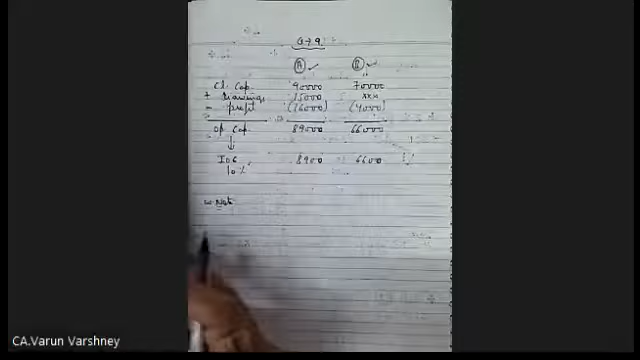 Q → 9
A B
Cl. Cap. 90000 70000
+ Drawings 15000 xxx
- profit (16000) (4000)
Op Cap. 89000 66000
↓
IOC 8900 6600
10%
W. Note
CA.Varun Varshney